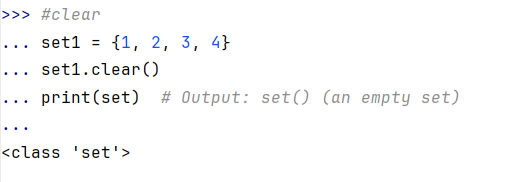 >>> #clear
... set1 = {1, 2, 3, 4}
... set1.clear()
... print(set)  # Output: set() (an empty set)
...
<class 'set'>